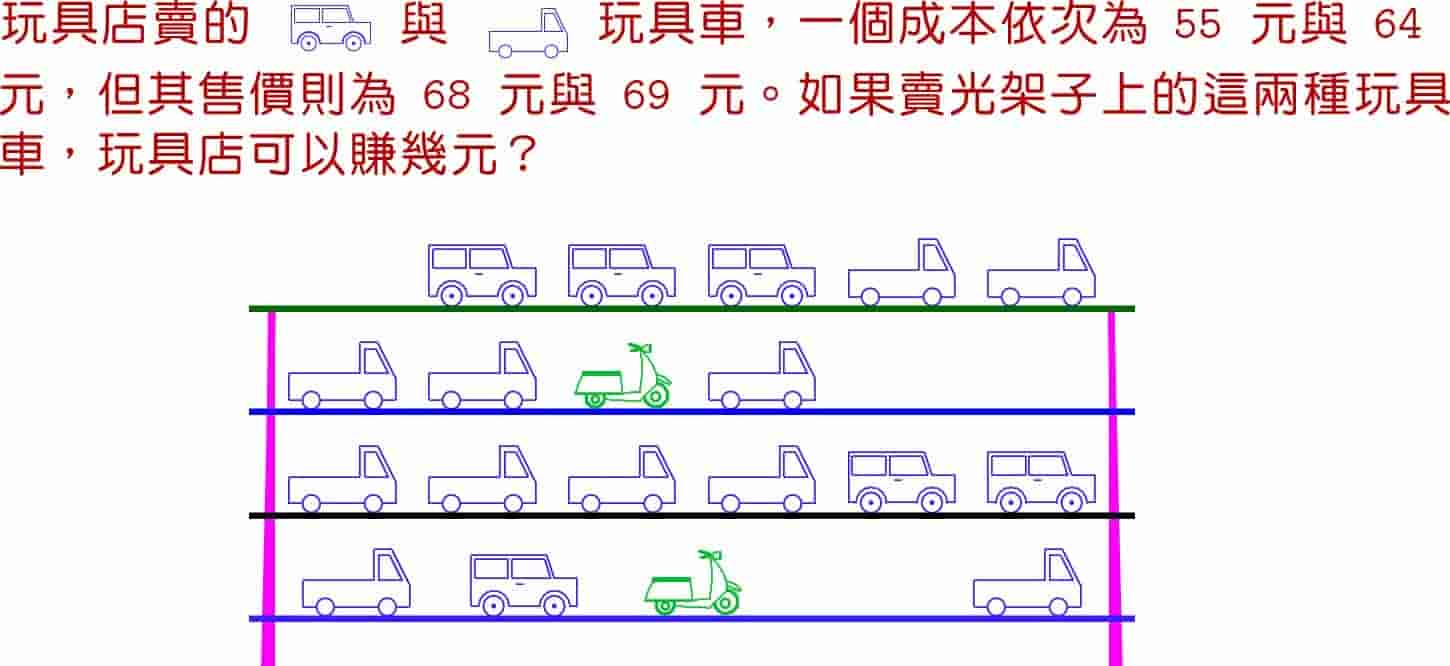 玩具店賣的 與 玩具車，一個成本依次為 55 元與 64
元，但其售價則為 68 元與 69 元。如果賣光架子上的這兩種玩具
車，玩具店可以賺幾元？